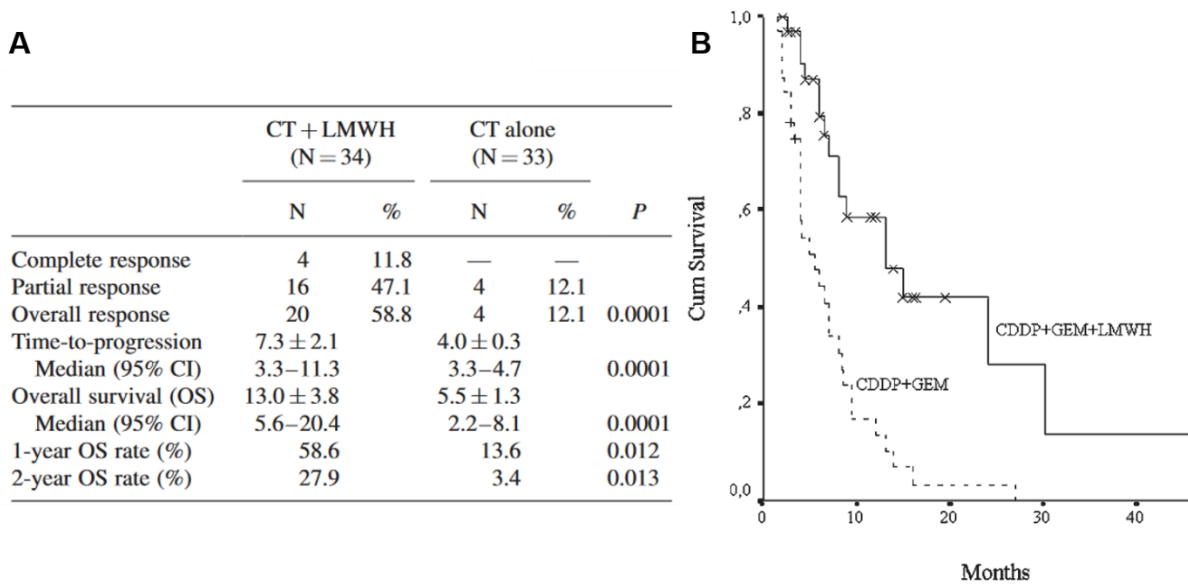 A
CT + LMWH (N = 34) CT alone (N = 33)
N % N % P
Complete response 4 11.8 — —
Partial response 16 47.1 4 12.1
Overall response 20 58.8 4 12.1 0.0001
Time-to-progression 7.3 ± 2.1 4.0 ± 0.3
Median (95% CI) 3.3–11.3 3.3–4.7 0.0001
Overall survival (OS) 13.0 ± 3.8 5.5 ± 1.3
Median (95% CI) 5.6–20.4 2.2–8.1 0.0001
1-year OS rate (%) 58.6 13.6 0.012
2-year OS rate (%) 27.9 3.4 0.013
B
Cum Survival
1,0
,8
,6
,4
,2
0,0
CDDP+GEM+LMWH
CDDP+GEM
0 10 20 30 40
Months